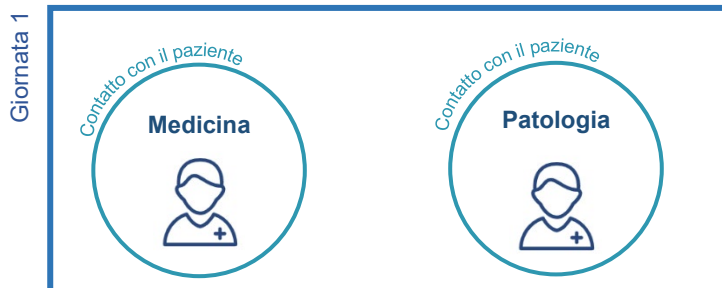 Giornata 1
Contatto con il paziente
Medicina
Contatto con il paziente
Patologia